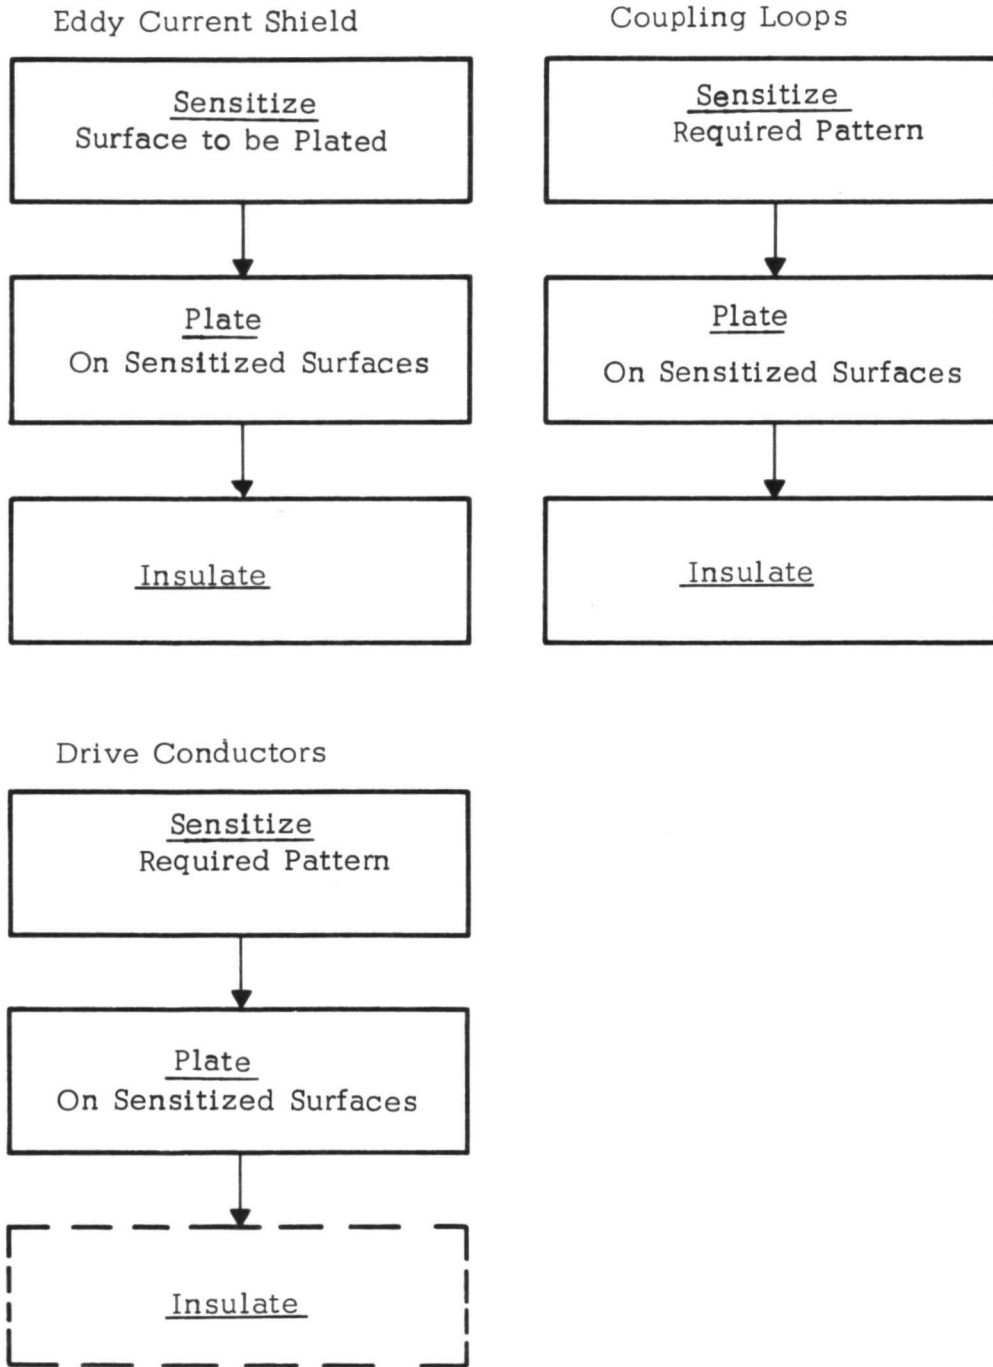 Eddy Current Shield
Sensitize
Surface to be Plated
Plate
On Sensitized Surfaces
Insulate
Coupling Loops
Sensitize
Required Pattern
Plate
On Sensitized Surfaces
Insulate
Drive Conductors
Sensitize
Required Pattern
Plate
On Sensitized Surfaces
Insulate